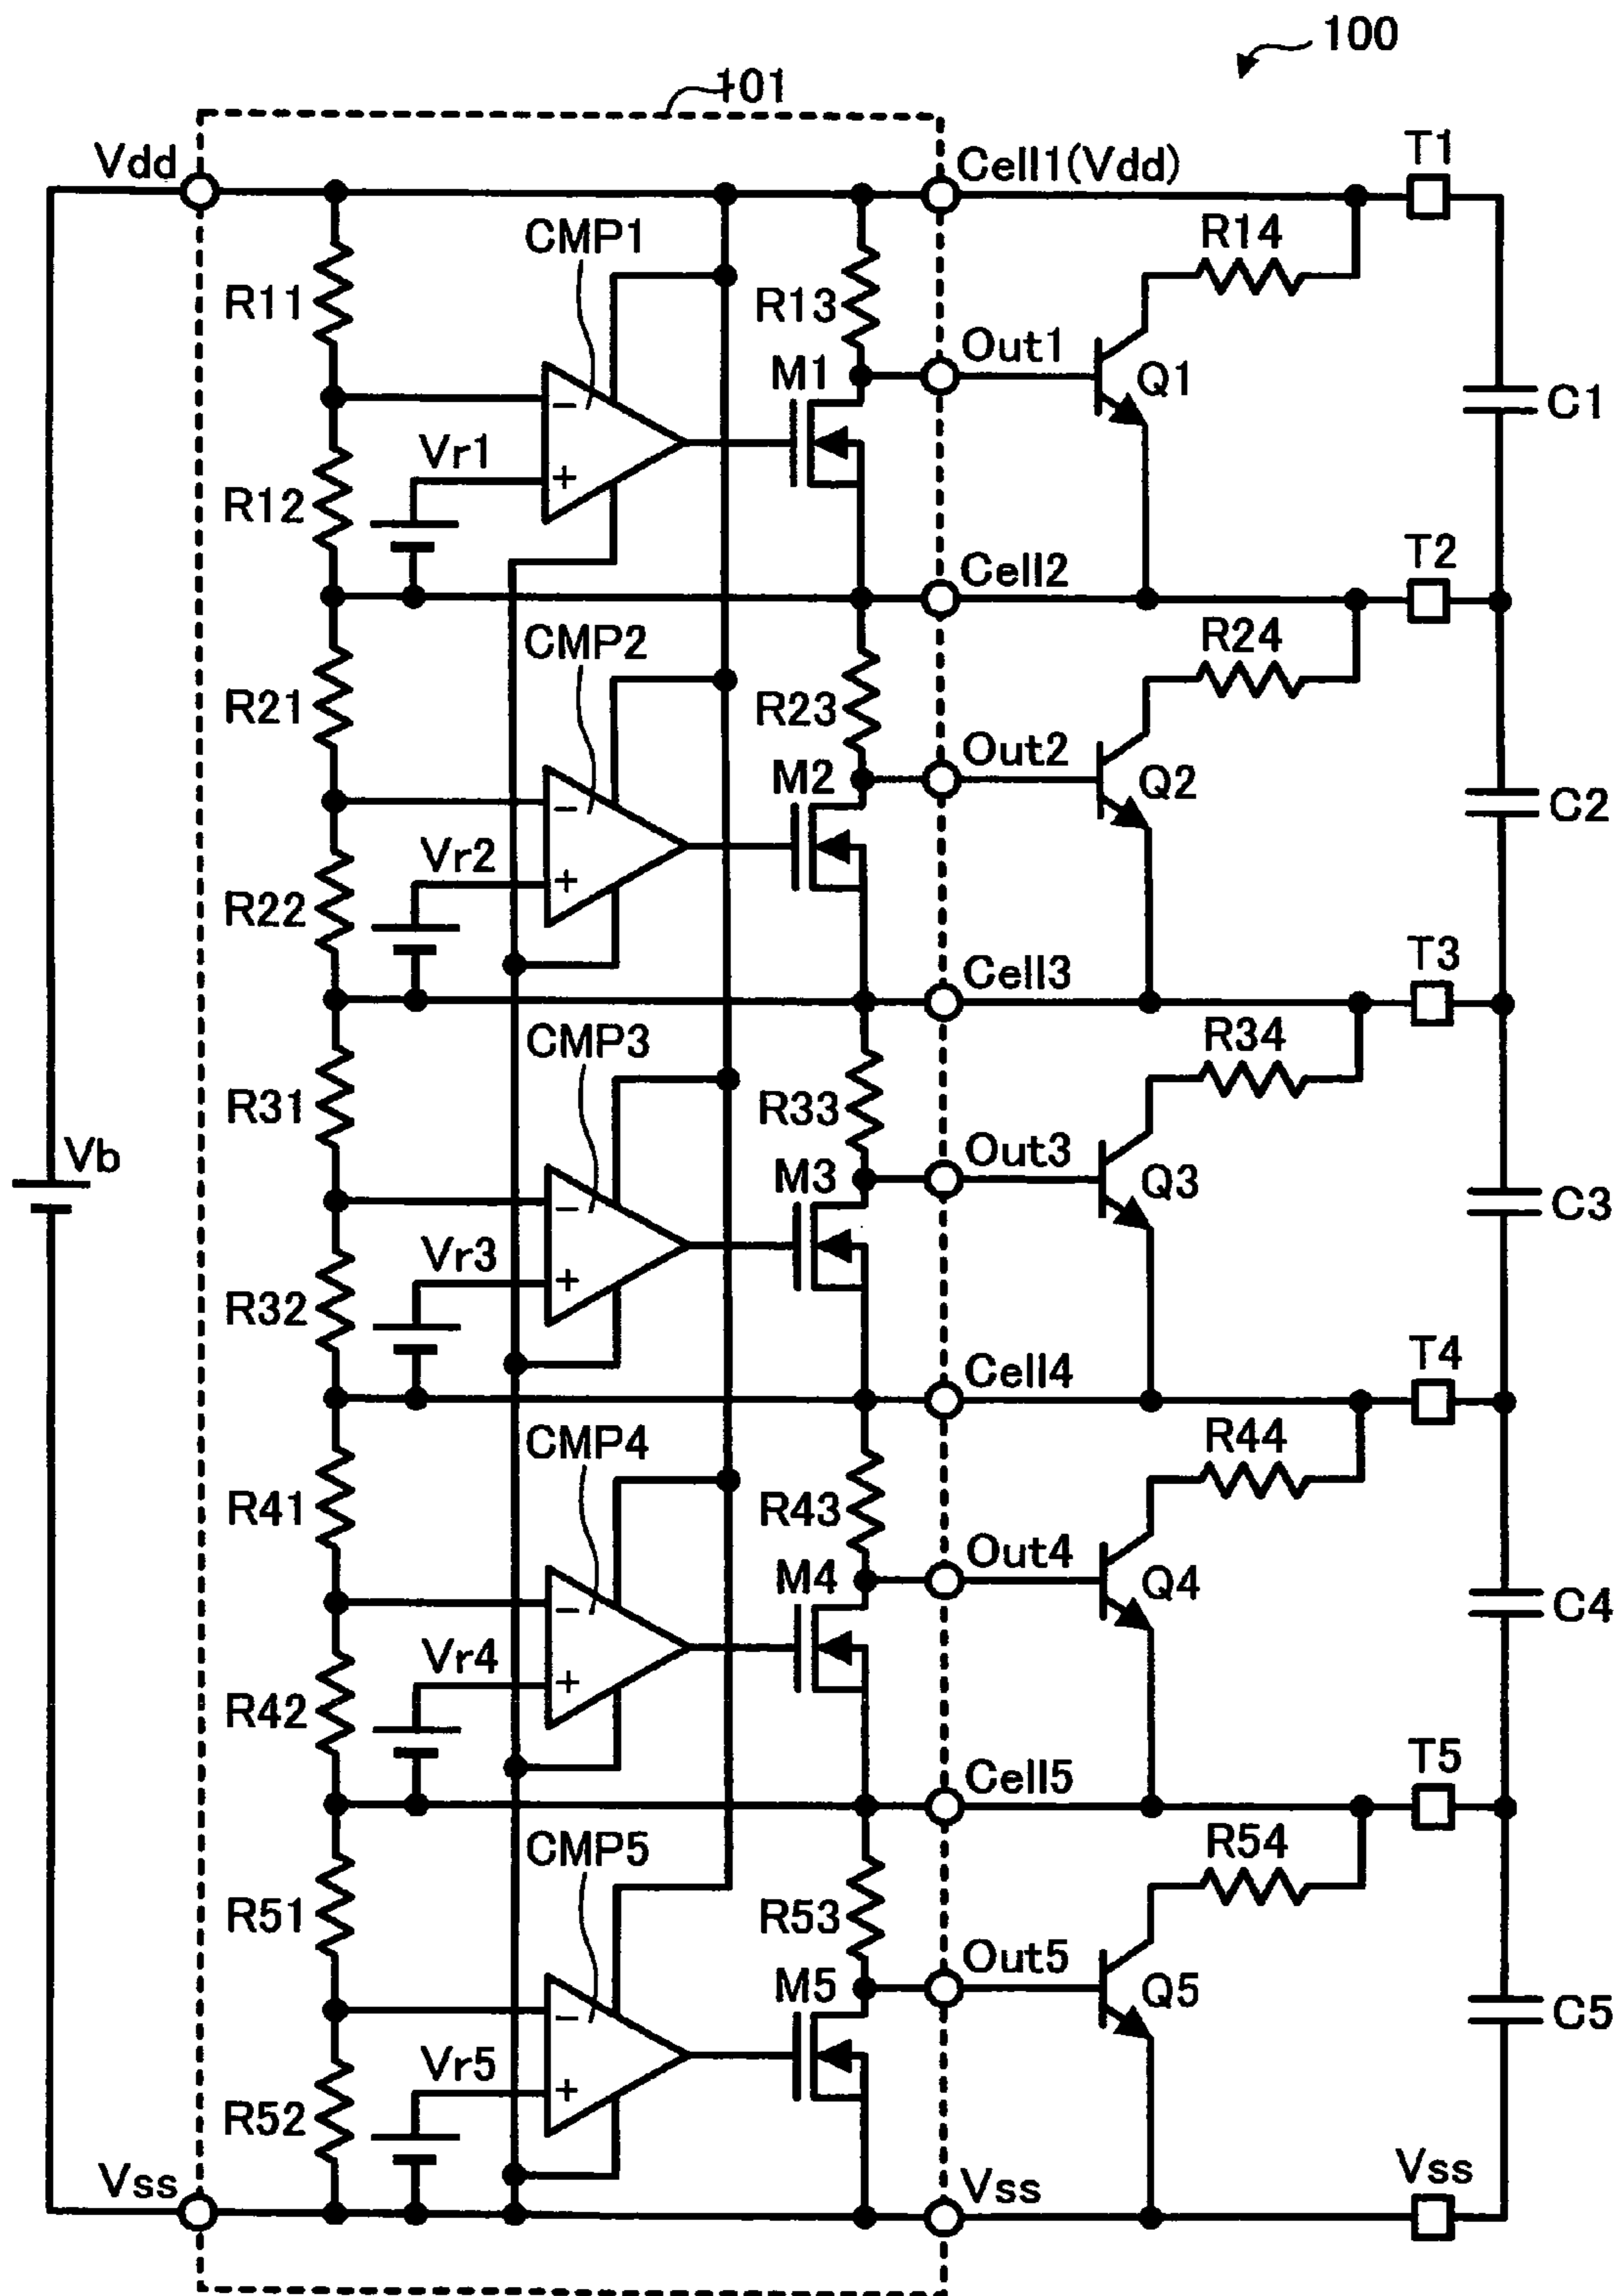 100
101
Vdd
Cell1(Vdd)
T1
CMP1
R14
R11
R13
Out1
M1
Q1
C1
Vr1
R12
Cell2
T2
CMP2
R24
R21
R23
Out2
M2
Q2
C2
Vr2
R22
Cell3
T3
CMP3
R34
R31
R33
Out3
Vb
M3
Q3
C3
Vr3
R32
Cell4
T4
CMP4
R44
R41
R43
Out4
M4
Q4
C4
Vr4
R42
Cell5
T5
CMP5
R54
R51
R53
Out5
M5
Q5
C5
Vr5
R52
Vss
Vss
Vss
− +
− +
− +
− +
− +